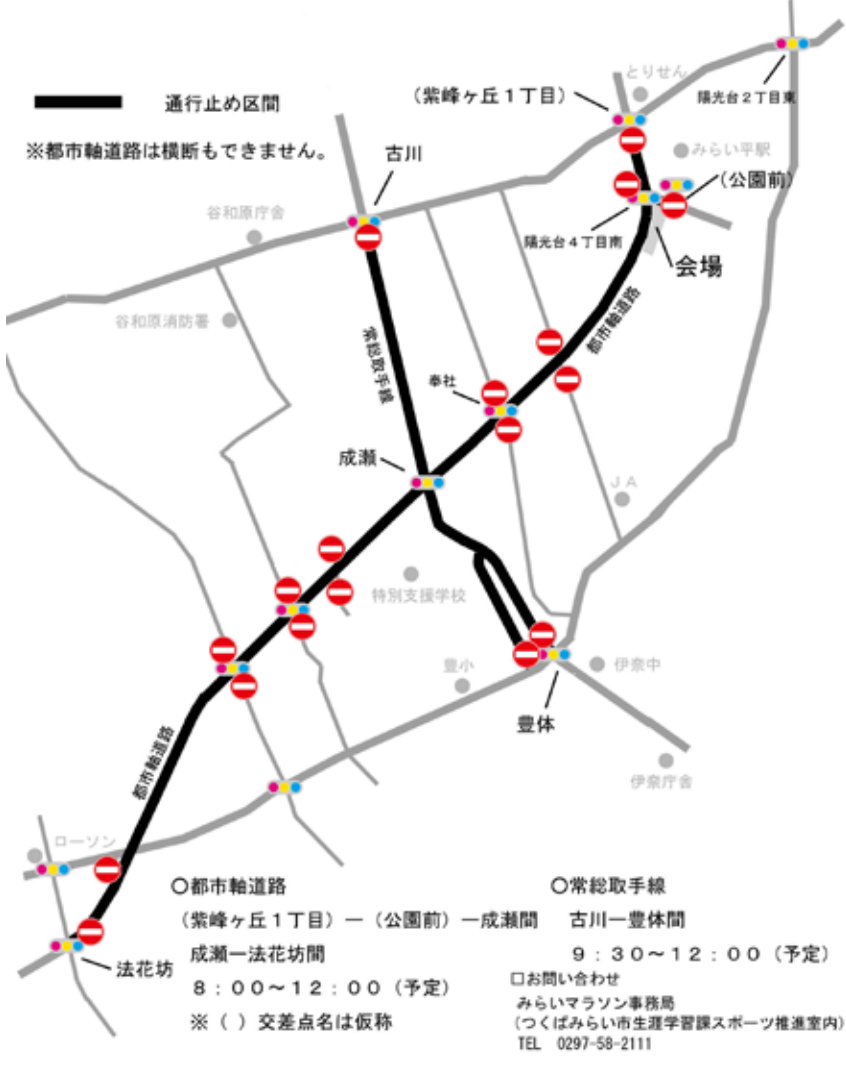 とりせん
(紫峰ヶ丘１丁目)
陽光台２丁目東
通行止め区間
※都市軸道路は横断もできません。
古川
みらい平駅
(公園前)
谷和原庁舎
陽光台４丁目南
会場
谷和原消防署
都市軸道路
常総取手線
奉社
成瀬
ＪＡ
特別支援学校
豊小
伊奈中
豊体
都市軸道路
伊奈庁舎
ローソン
法花坊
〇都市軸道路
(紫峰ヶ丘１丁目)ー(公園前)ー成瀬間
成瀬ー法花坊間
８：００～１２：００(予定)
※( )交差点名は仮称
〇常総取手線
古川ー豊体間
９：３０～１２：００(予定)
□お問い合わせ
みらいマラソン事務局
(つくばみらい市生涯学習課スポーツ推進室内)
TEL 0297-58-2111